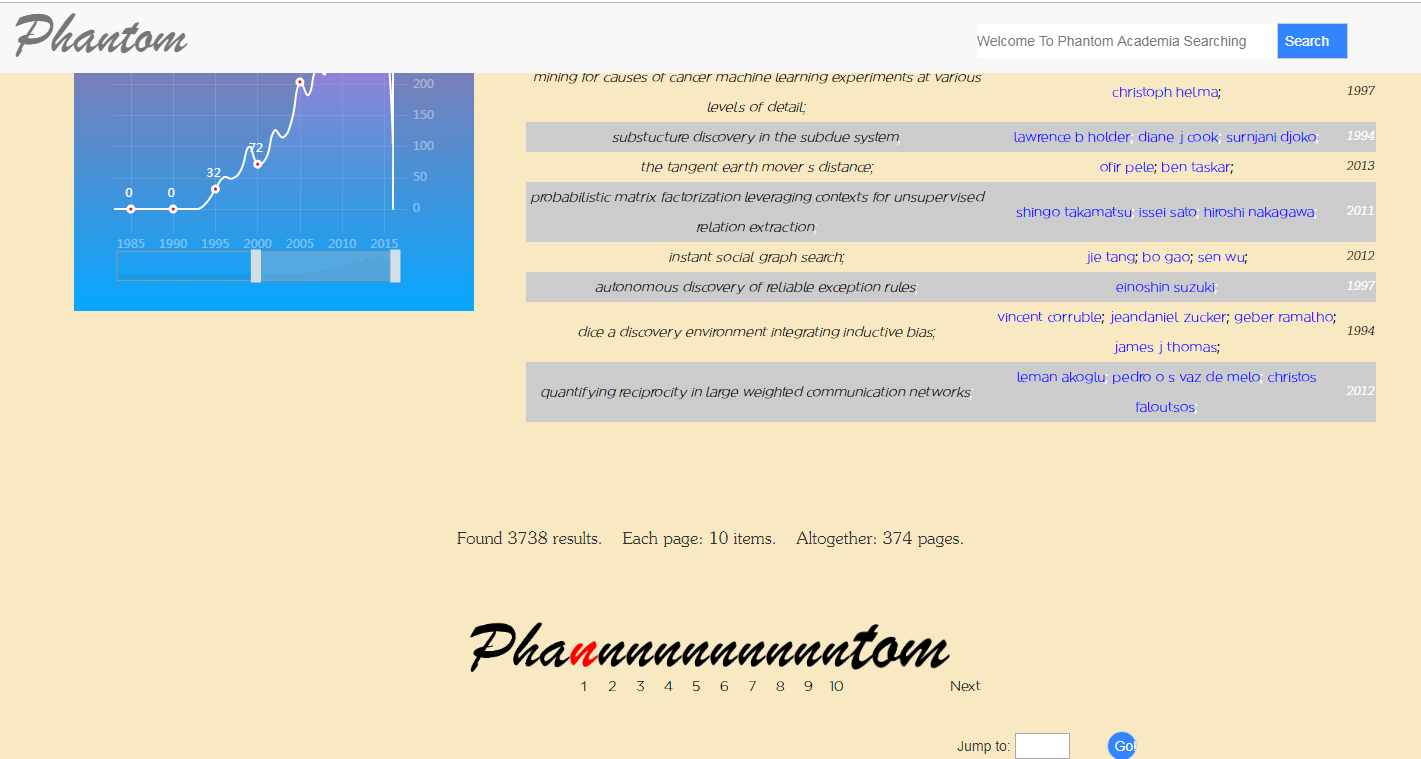 Phantom
Welcome To Phantom Academia Searching
Search
200
150
100
50
0
0
0
32
72
1985 1990 1995 2000 2005 2010 2015
mining for causes of cancer machine learning experiments at various
levels of detail;
christoph helma;
1997
substucture discovery in the subdue system;
lawrence b holder; diane j cook; surnjani djoko;
1994
the tangent earth mover s distance;
ofir pele; ben taskar;
2013
probabilistic matrix factorization leveraging contexts for unsupervised
relation extraction;
shingo takamatsu; issei sato; hiroshi nakagawa;
2011
instant social graph search;
jie tang; bo gao; sen wu;
2012
autonomous discovery of reliable exception rules;
einoshin suzuki;
1997
dice a discovery environment integrating inductive bias;
vincent corruble; jeandaniel zucker; geber ramalho;
james j thomas;
1994
quantifying reciprocity in large weighted communication networks;
leman akoglu; pedro o s vaz de melo; christos
faloutsos;
2012
Found 3738 results. Each page: 10 items. Altogether: 374 pages.
Phannnnnnnnnntom
1 2 3 4 5 6 7 8 9 10 Next
Jump to: Go!